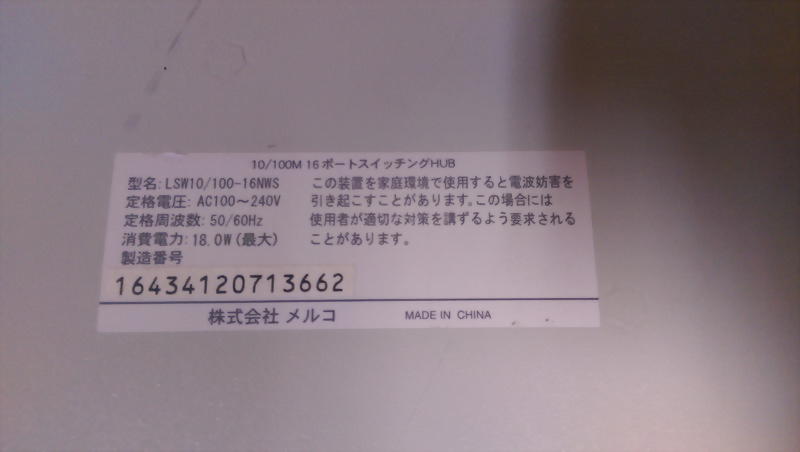 10/100M 16 ポートスイッチングHUB
型名: LSW10/100-16NWS
定格電圧: AC100～240V
定格周波数: 50/60Hz
消費電力: 18.0W(最大)
製造番号
16434120713662
この装置を家庭環境で使用すると電波妨害を
引き起こすことがあります。この場合には
使用者が適切な対策を講ずるよう要求される
ことがあります。
株式会社 メルコ
MADE IN CHINA